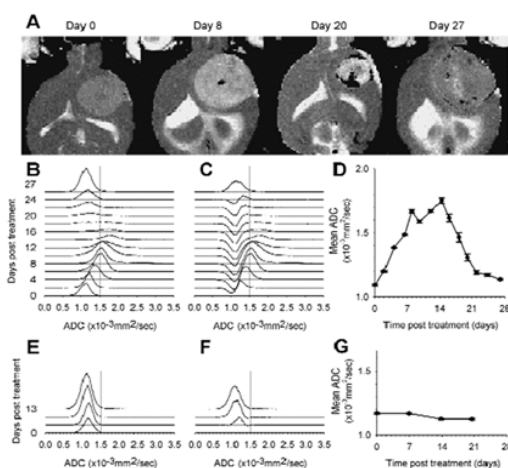 A Day 0 Day 8 Day 20 Day 27
B C D
Days post treatment
27
24
22
20
18
16
14
12
10
8
6
4
2
0
0.0 0.5 1.0 1.5 2.0 2.5 3.0 3.5
ADC (x10-3mm2/sec)
0.0 0.5 1.0 1.5 2.0 2.5 3.0 3.5
ADC (x10-3mm2/sec)
Mean ADC
(x10-3mm2/sec)
2.0
1.5
1.0
0 7 14 21 28
Time post treatment (days)
E F G
Days post treatment
13
0
0.0 0.5 1.0 1.5 2.0 2.5 3.0 3.5
ADC (x10-3mm2/sec)
0.0 0.5 1.0 1.5 2.0 2.5 3.0 3.5
ADC (x10-3mm2/sec)
Mean ADC
(x10-3mm2/sec)
1.5
1.0
0 7 14 21 28
Time post treatment (days)